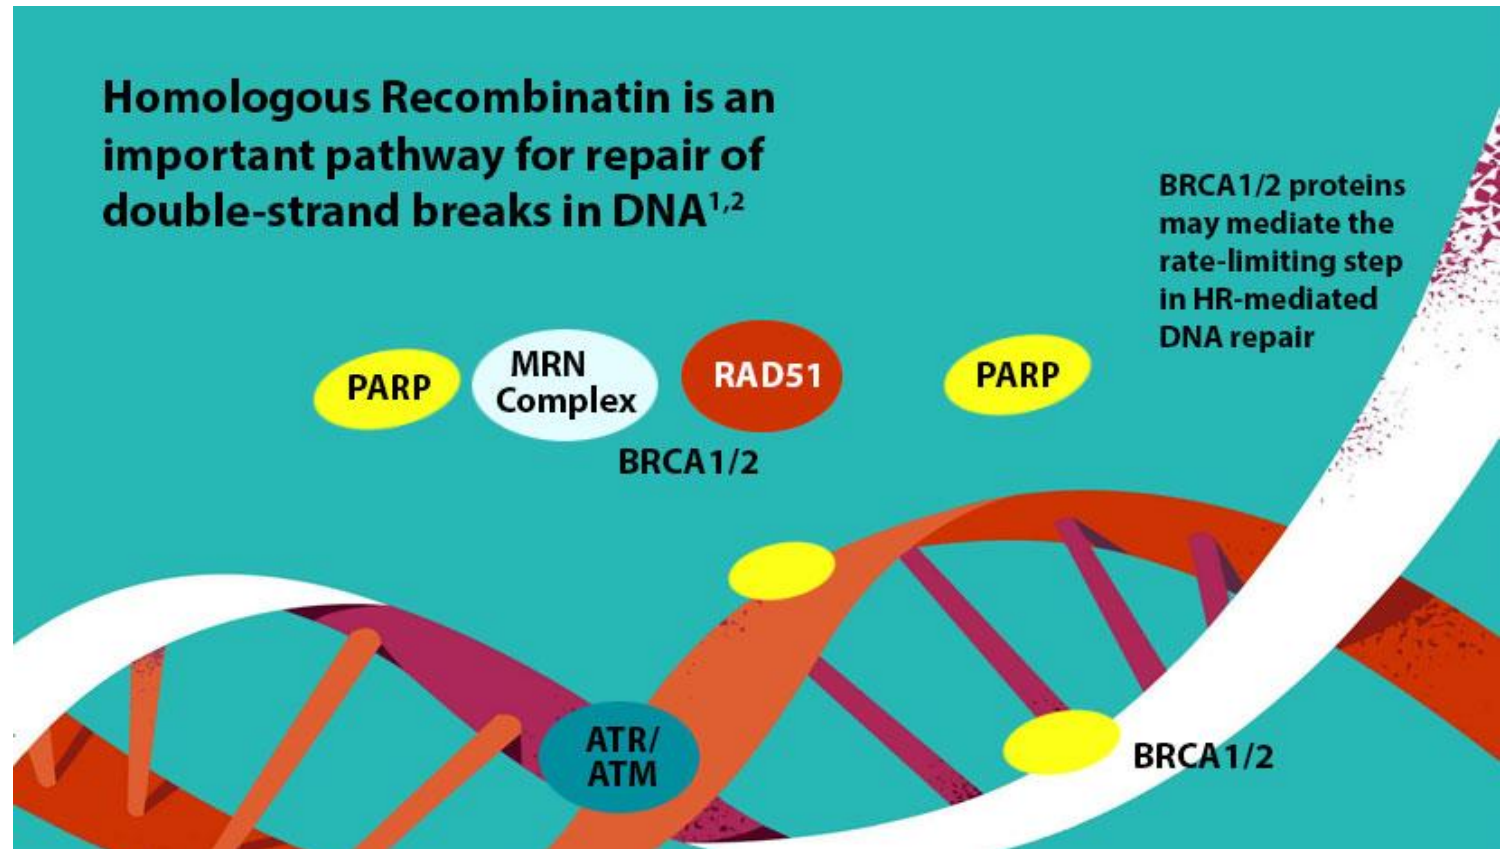 Homologous Recombinatin is an
important pathway for repair of
double-strand breaks in DNA¹,²
BRCA1/2 proteins
may mediate the
rate-limiting step
in HR-mediated
DNA repair
PARP
MRN
Complex
RAD51
PARP
BRCA1/2
ATR/
ATM
BRCA1/2